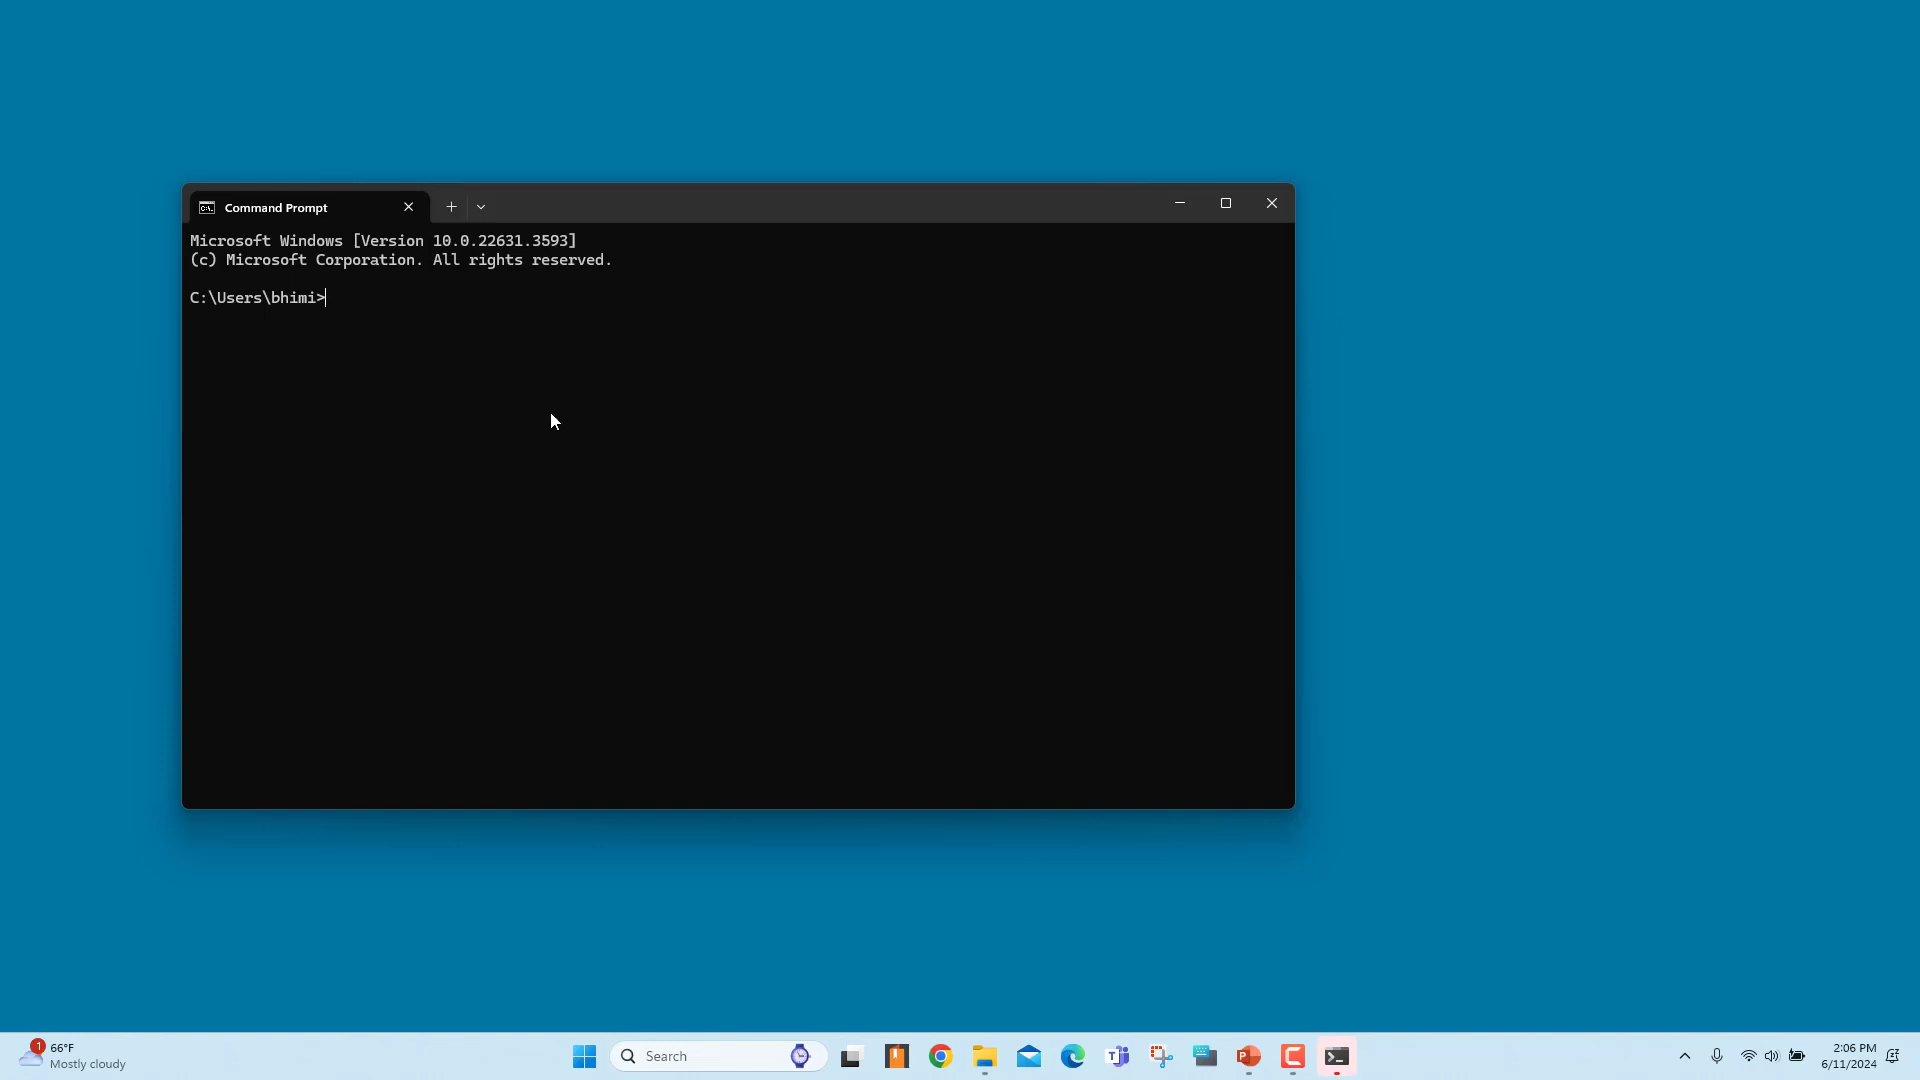 Command Prompt
Microsoft Windows [Version 10.0.22631.3593]
(c) Microsoft Corporation. All rights reserved.
C:\Users\bhimi>
1
66°F
Mostly cloudy
Search
2:06 PM
6/11/2024